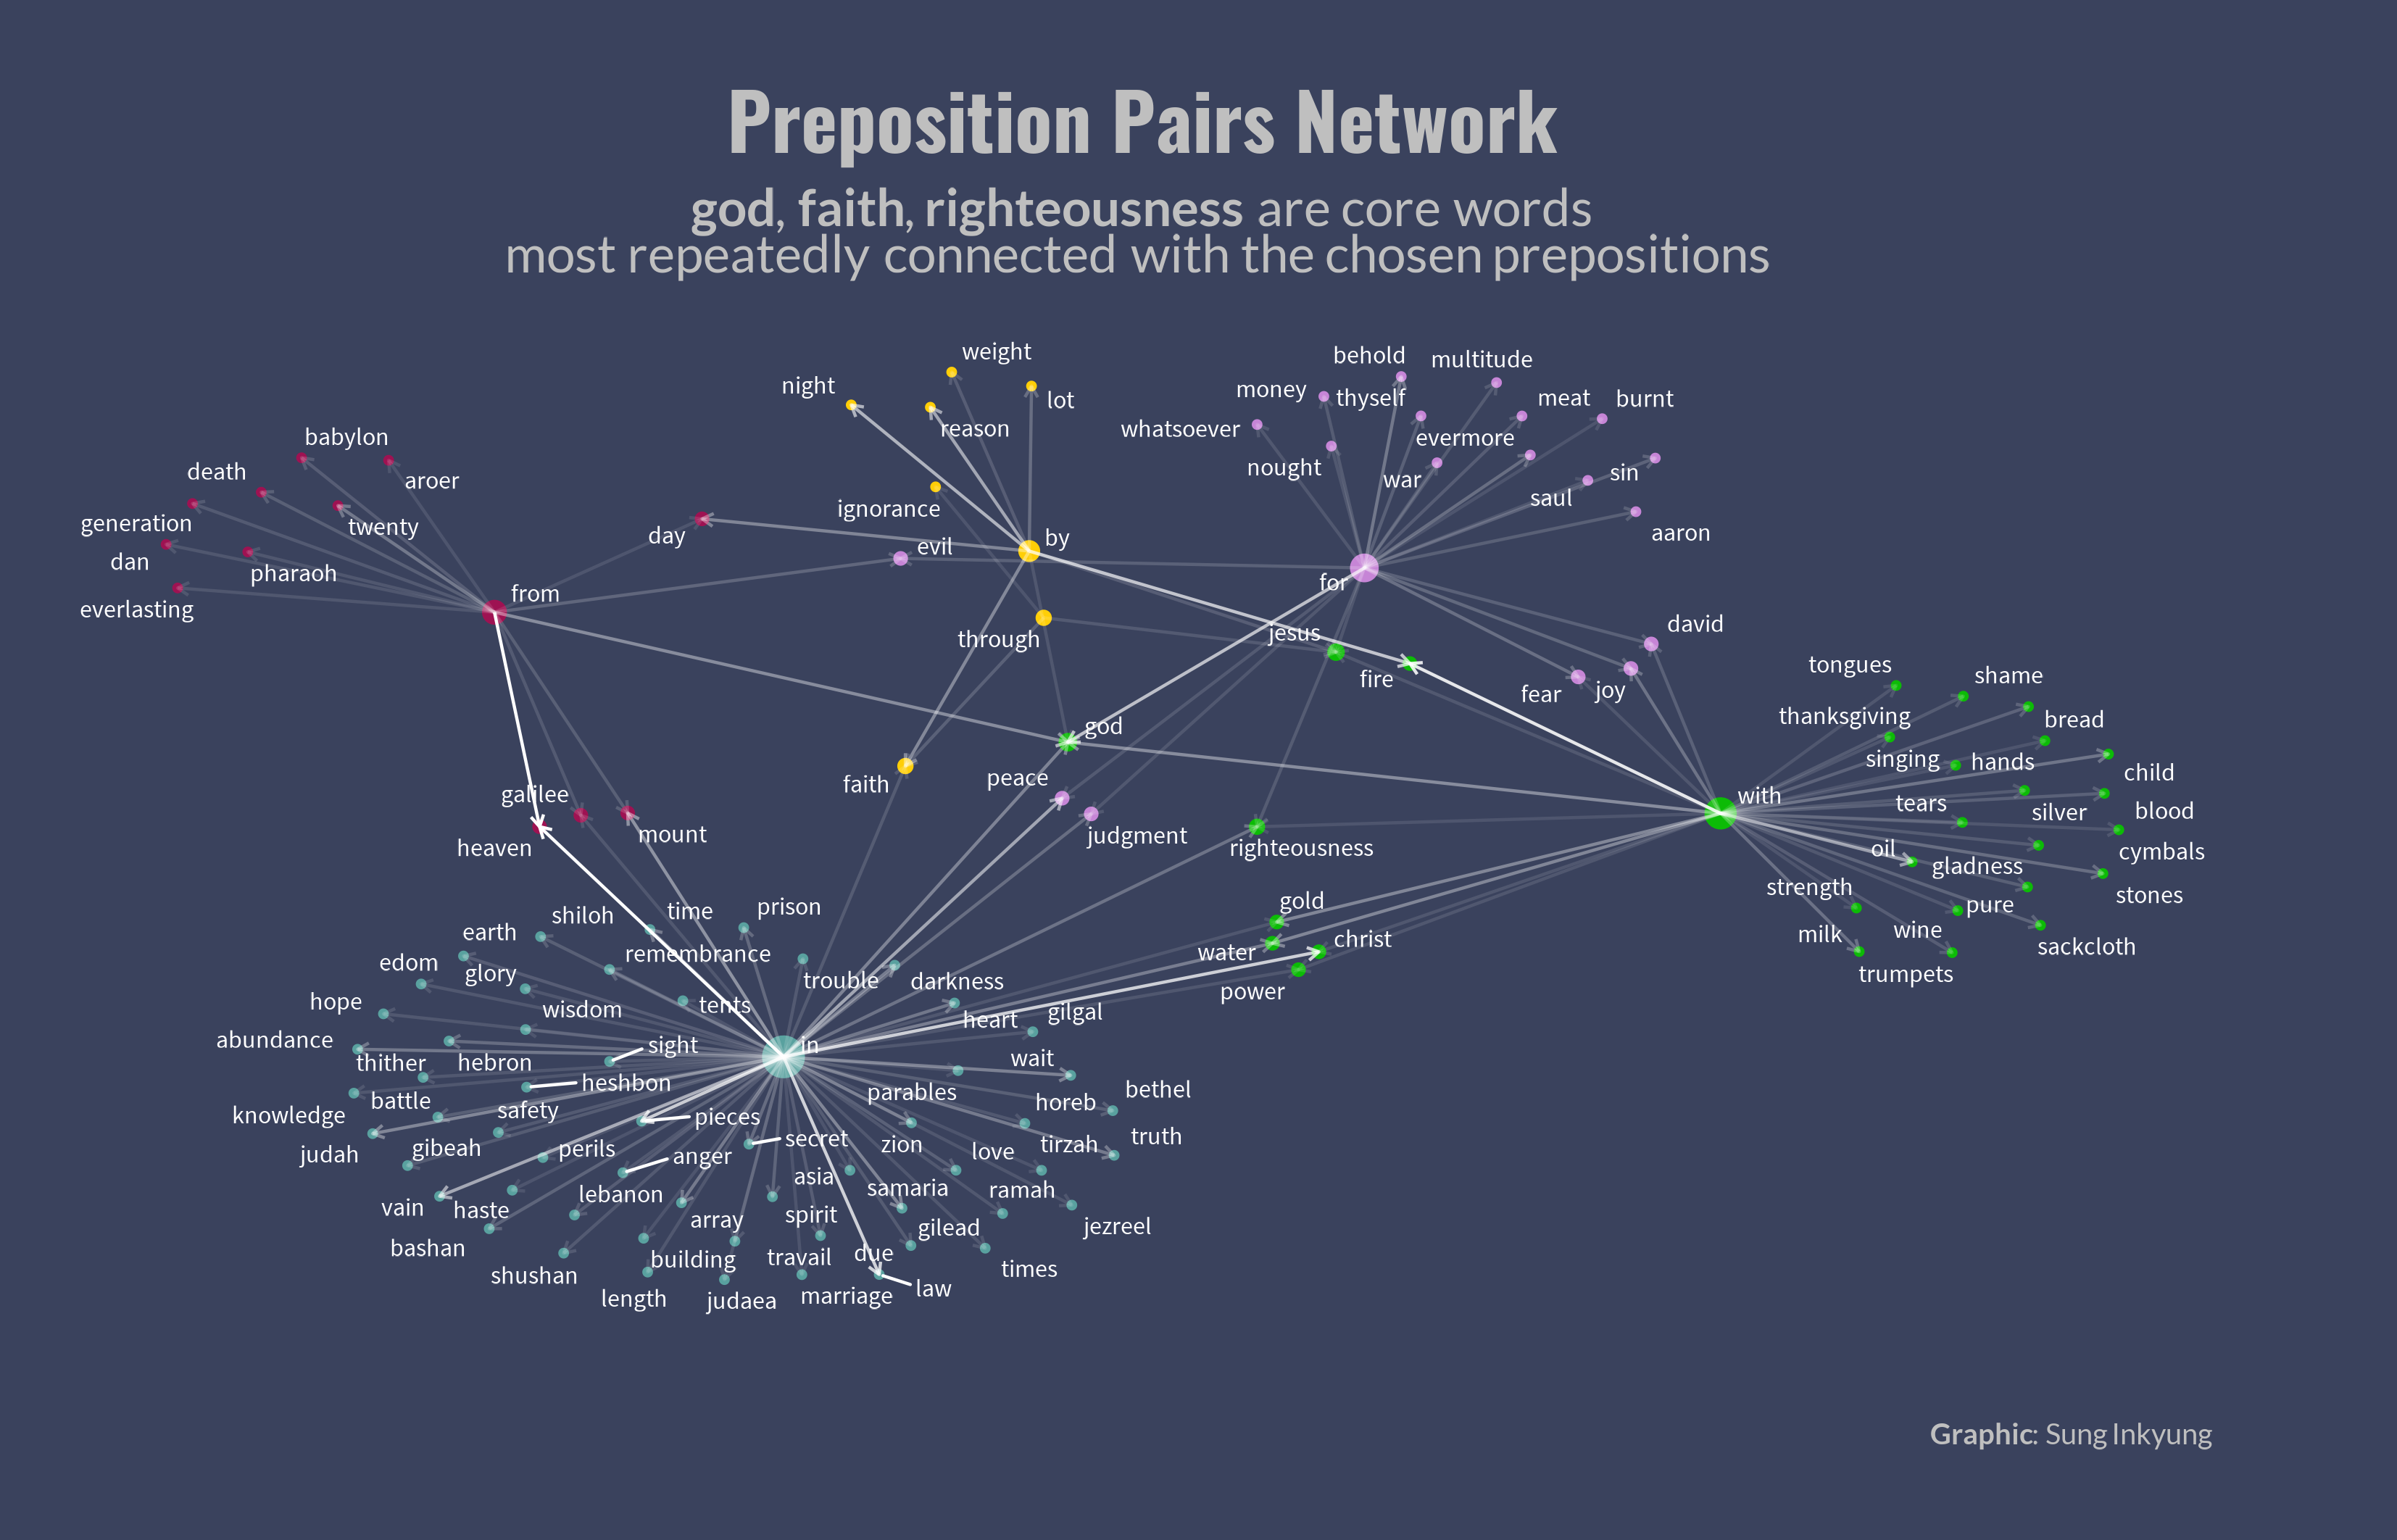 Preposition Pairs Network
god, faith, righteousness are core words
most repeatedly connected with the chosen prepositions
weight
night
lot
reason
ignorance
day
evil
by
through
behold
multitude
money
thyself
meat
burnt
whatsoever
evermore
nought
war
sin
saul
aaron
for
babylon
death
aroer
generation
twenty
dan
pharaoh
everlasting
from
jesus
fire
david
fear
joy
god
faith
peace
judgment
righteousness
galilee
heaven
mount
tongues
shame
thanksgiving
bread
singing
hands
child
with
tears
silver
blood
oil
gladness
cymbals
strength
pure
stones
milk
wine
sackcloth
trumpets
gold
water
christ
power
shiloh
time
prison
earth
remembrance
edom
glory
trouble
darkness
hope
wisdom
tents
heart
gilgal
abundance
sight
in
thither
hebron
wait
heshbon
parables
bethel
knowledge
battle
safety
pieces
horeb
judah
gibeah
perils
secret
zion
love
tirzah
truth
anger
asia
vain
haste
lebanon
samaria
ramah
array
spirit
gilead
jezreel
bashan
building
travail
due
times
shushan
length
judaea
marriage
law
Graphic: Sung Inkyung